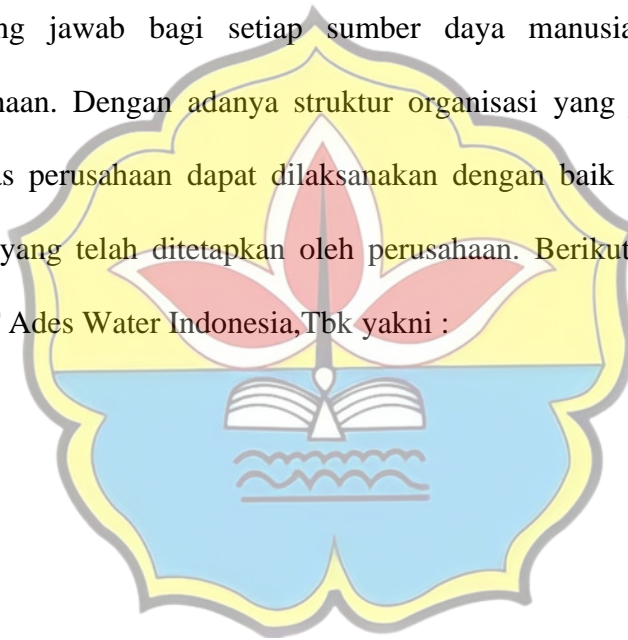 ng jawab bagi setiap sumber daya manusia
haan. Dengan adanya struktur organisasi yang
as perusahaan dapat dilaksanakan dengan baik
yang telah ditetapkan oleh perusahaan. Berikut
Ades Water Indonesia,Tbk yakni :